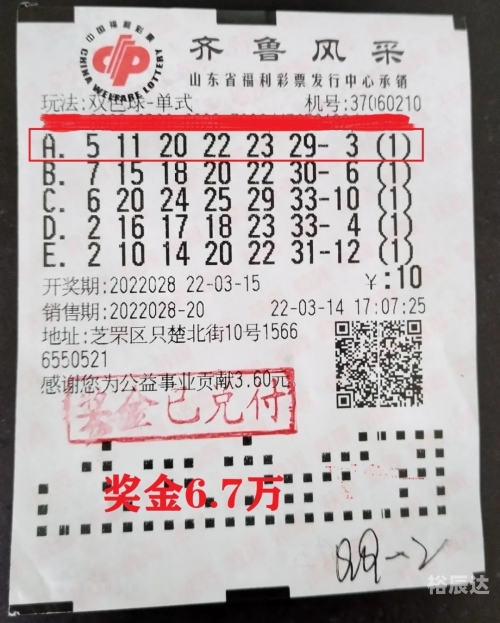 中国福利彩票
CHINA WELFARE LOTTERY
齐鲁风采
山东省福利彩票发行中心承销
玩法:双色球-单式 机号:37060210
A. 5 11 20 22 23 29- 3 (1)
B. 7 15 18 20 22 30- 6 (1)
C. 6 20 24 25 29 33-10 (1)
D. 2 16 17 18 23 33- 4 (1)
E. 2 10 14 20 22 31-12 (1)
开奖期:2022028 22-03-15 ¥:10
销售期:2022028-20 22-03-14 17:07:25
地址:芝罘区只楚北街10号1566
6550521
感谢您为公益事业贡献3.60元
奖金已兑付
奖金6.7万
裕辰达